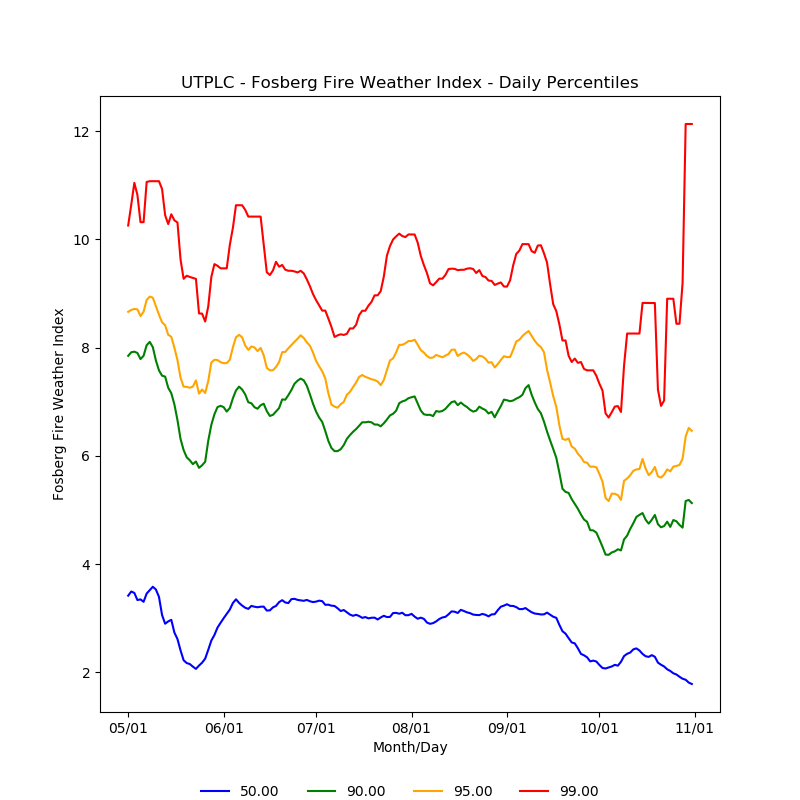 UTPLC - Fosberg Fire Weather Index - Daily Percentiles
12
10
8
6
4
2
Fosberg Fire Weather Index
05/01 06/01 07/01 08/01 09/01 10/01 11/01
Month/Day
50.00 90.00 95.00 99.00